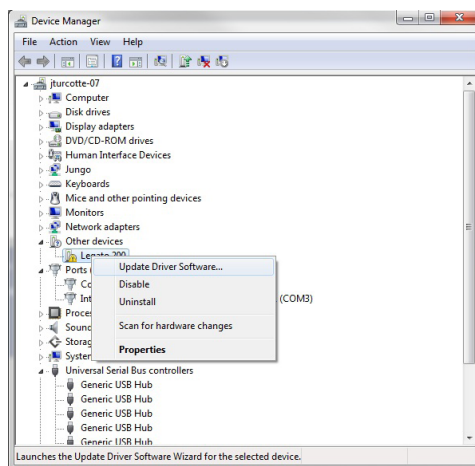 Device Manager
File Action View Help
jturcotte-07
Computer
Disk drives
Display adapters
DVD/CD-ROM drives
Human Interface Devices
Jungo
Keyboards
Mice and other pointing devices
Monitors
Network adapters
Other devices
Legato 200
Ports
Update Driver Software...
Disable
Uninstall
(COM3)
Scan for hardware changes
Properties
Universal Serial Bus controllers
Generic USB Hub
Generic USB Hub
Generic USB Hub
Generic USB Hub
Launches the Update Driver Software Wizard for the selected device.